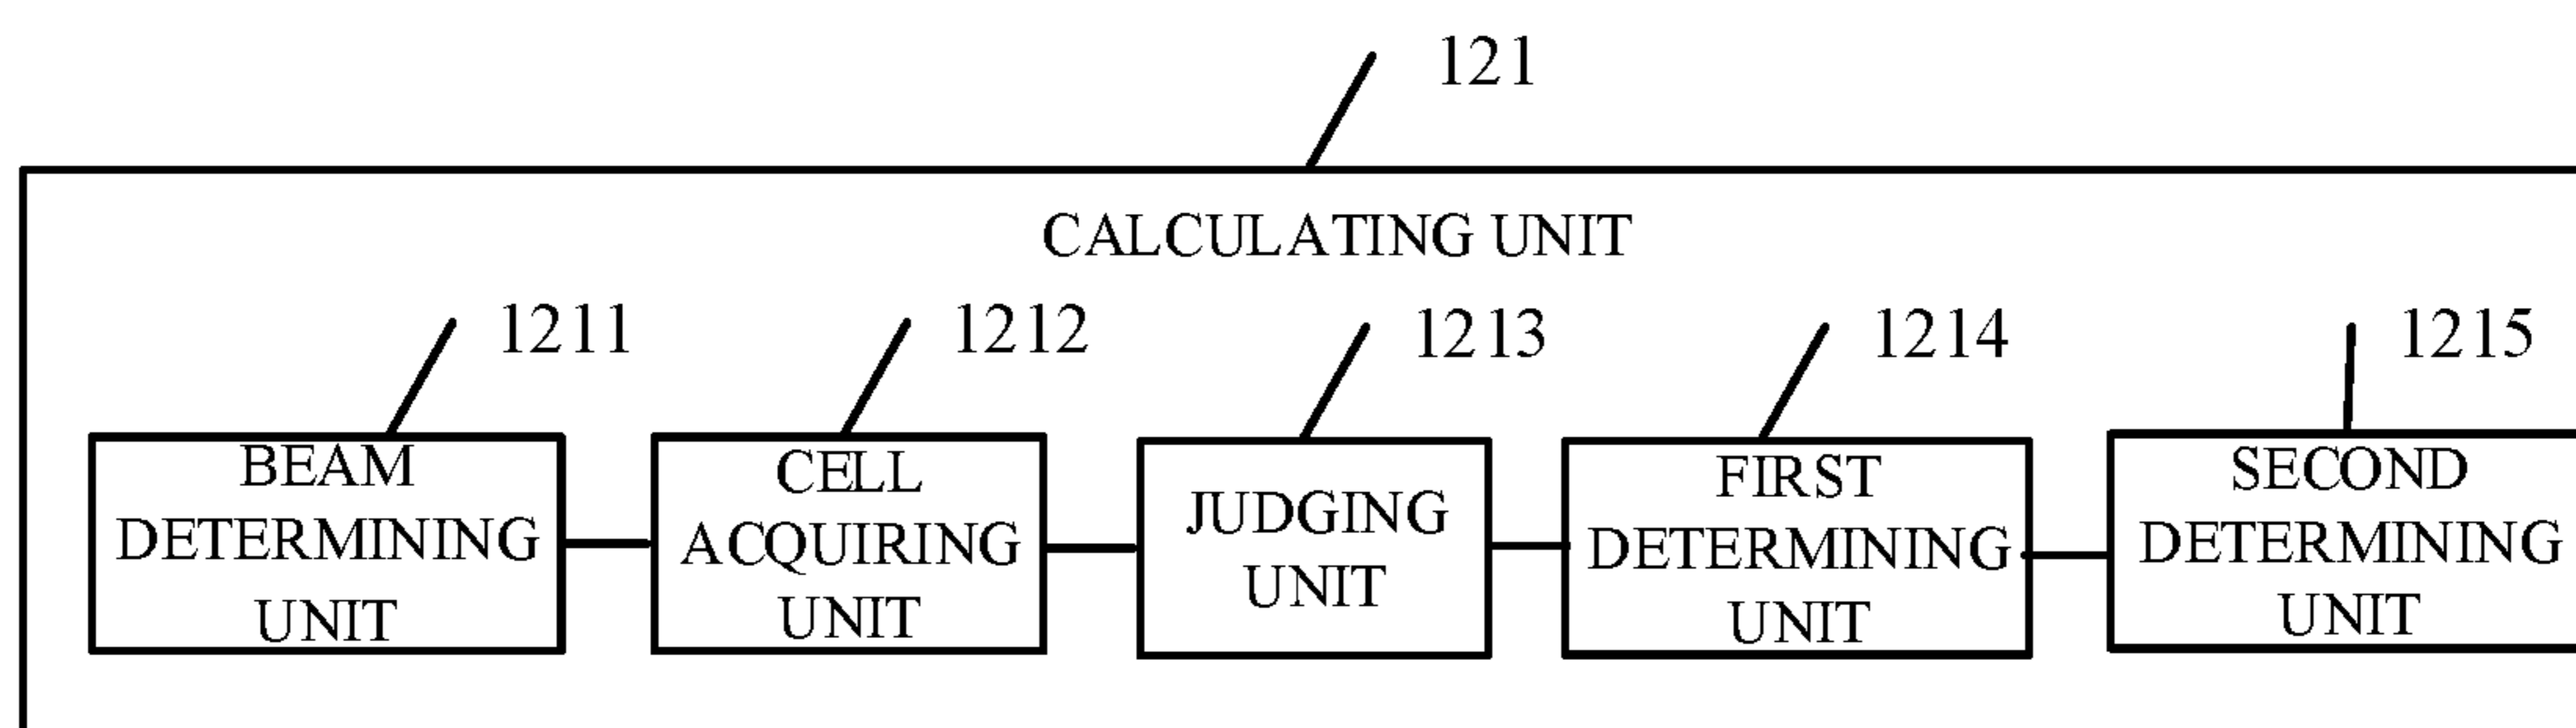 121
CALCULATING UNIT
1211
1212
1213
1214
1215
BEAM
DETERMINING
UNIT
CELL
ACQUIRING
UNIT
JUDGING
UNIT
FIRST
DETERMINING
UNIT
SECOND
DETERMINING
UNIT